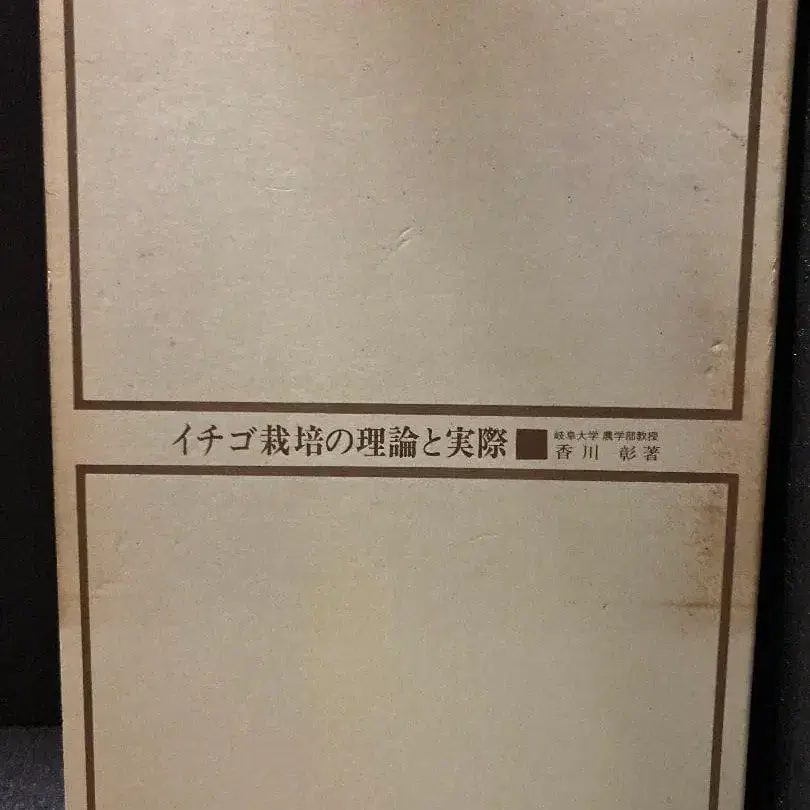 イチゴ栽培の理論と実際
岐阜大学 農学部教授
香川 彰著